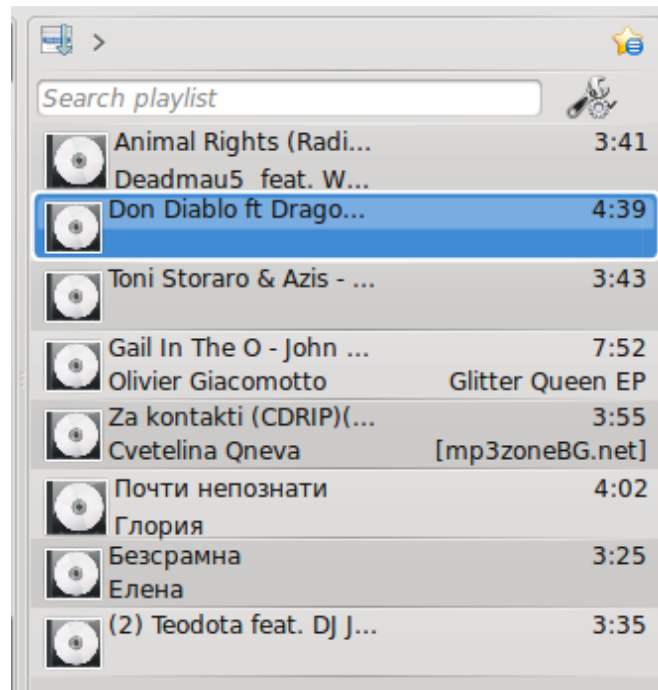 Search playlist
Animal Rights (Radi... 3:41
Deadmau5 feat. W...
Don Diablo ft Drago... 4:39
Toni Storaro & Azis - ... 3:43
Gail In The O - John ... 7:52
Olivier Giacomotto Glitter Queen EP
Za kontakti (CDRIP)(... 3:55
Cvetelina Qneva [mp3zoneBG.net]
Почти непознати 4:02
Глория
Безсрамна 3:25
Елена
(2) Teodota feat. DJ J... 3:35